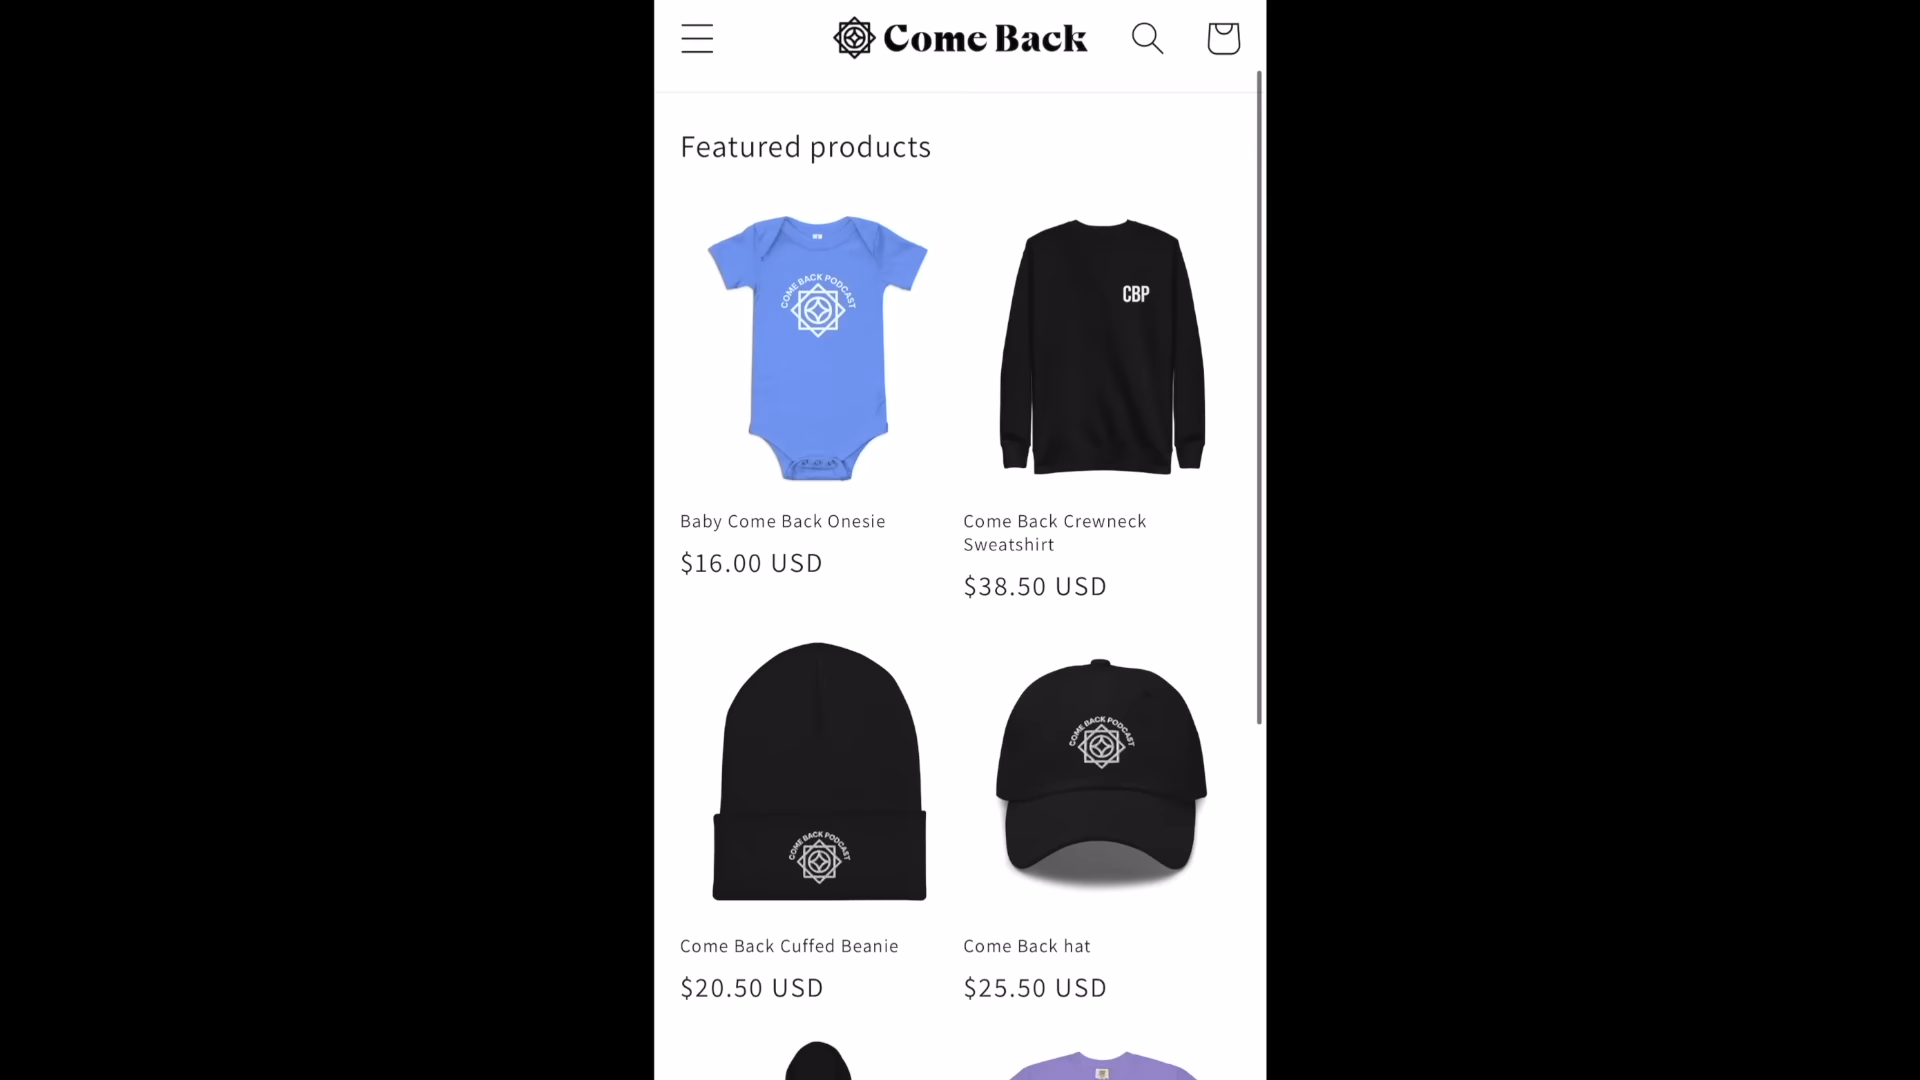 Come Back
Featured products
COME BACK PODCAST
CBP
Baby Come Back Onesie
$16.00 USD
Come Back Crewneck
Sweatshirt
$38.50 USD
COME BACK PODCAST
COME BACK PODCAST
Come Back Cuffed Beanie
$20.50 USD
Come Back hat
$25.50 USD